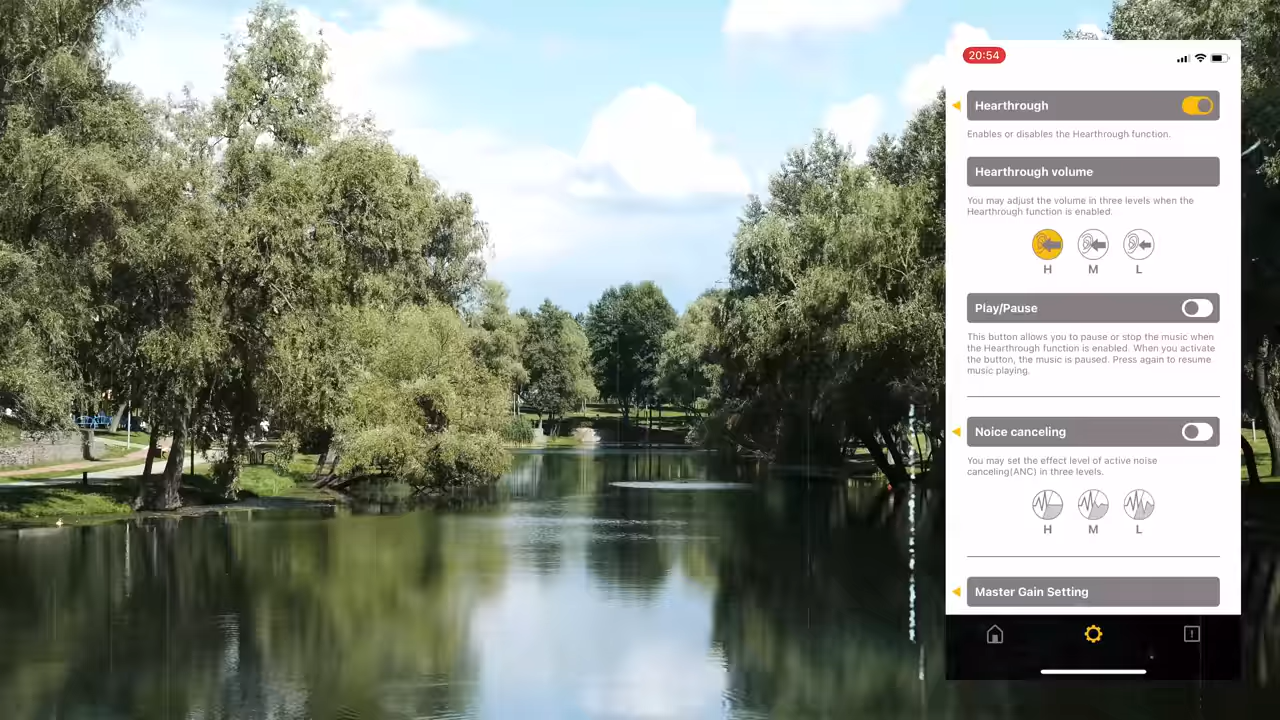 20:54
Hearthrough
Enables or disables the Hearthrough function.
Hearthrough volume
You may adjust the volume in three levels when the
Hearthrough function is enabled.
H M L
Play/Pause
This button allows you to pause or stop the music when
the Hearthrough function is enabled. When you activate
the button, the music is paused. Press again to resume
music playing.
Noice canceling
You may set the effect level of active noise
canceling(ANC) in three levels.
H M L
Master Gain Setting